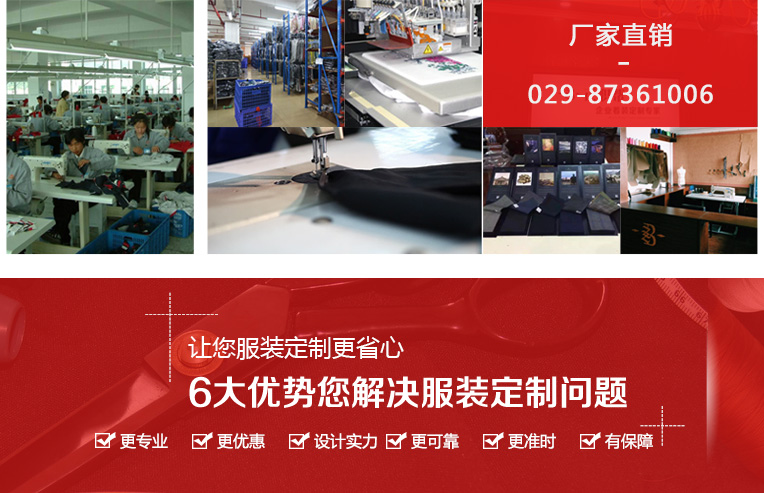 厂家直销
029-87361006
让您服装定制更省心
6大优势您解决服装定制问题
更专业 更优惠 设计实力 更可靠 更准时 有保障